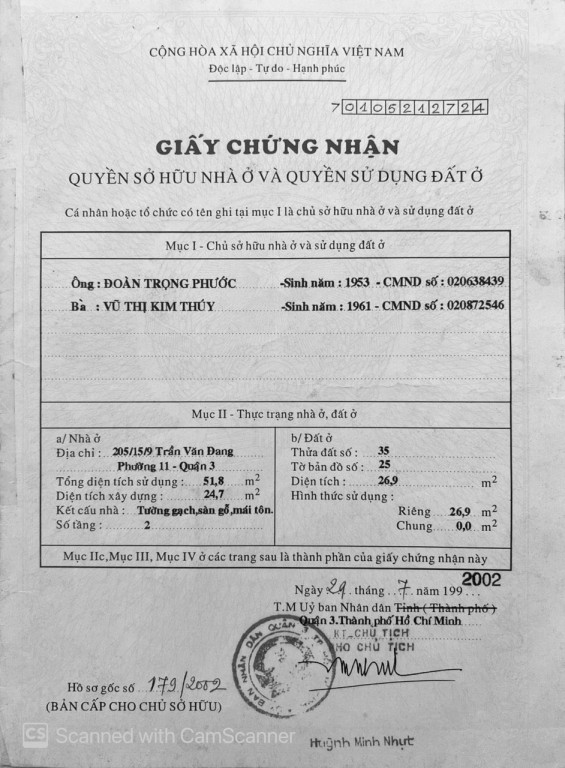 CỘNG HÒA XÃ HỘI CHỦ NGHĨA VIỆT NAM
Độc lập - Tự do - Hạnh phúc
70105212724
GIẤY CHỨNG NHẬN
QUYỀN SỞ HỮU NHÀ Ở VÀ QUYỀN SỬ DỤNG ĐẤT Ở
Cá nhân hoặc tổ chức có tên ghi tại mục I là chủ sở hữu nhà ở và sử dụng đất ở
Mục I - Chủ sở hữu nhà ở và sử dụng đất ở
Ông : ĐOÀN TRỌNG PHƯỚC -Sinh năm : 1953 - CMND số : 020638439
Bà : VŨ THỊ KIM THÚY -Sinh năm : 1961 - CMND số : 020872546
Mục II - Thực trạng nhà ở, đất ở
a/ Nhà ở
Địa chỉ : 205/15/9 Trần Văn Đang
Phường 11 - Quận 3
Tổng diện tích sử dụng : 51,8 m²
Diện tích xây dựng : 24,7 m²
Kết cấu nhà : Tường gạch,sàn gỗ,mái tôn.
Số tầng : 2
b/ Đất ở
Thửa đất số : 35
Tờ bản đồ số : 25
Diện tích : 26,9 m²
Hình thức sử dụng :
Riêng 26,9 m²
Chung 0,0 m²
Mục IIc,Mục III, Mục IV ở các trang sau là thành phần của giấy chứng nhận này
2002
Ngày 29 . tháng . . 7 . năm 199 . . .
T.M Uỷ ban Nhân dân Tỉnh ( Thành phố )
Quận 3.Thành phố Hồ Chí Minh
KT.CHỦ TỊCH
PHÓ CHỦ TỊCH
Hồ sơ gốc số . 179/2002
(BẢN CẤP CHO CHỦ SỞ HỮU)
Huỳnh Minh Nhựt
CS Scanned with CamScanner